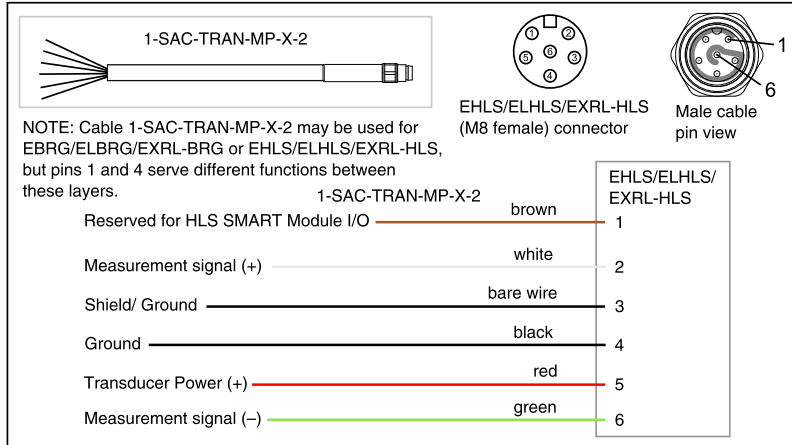 1-SAC-TRAN-MP-X-2
1
2
5
6
3
4
1
6
EHLS/ELHLS/EXRL-HLS
(M8 female) connector
Male cable
pin view
NOTE: Cable 1-SAC-TRAN-MP-X-2 may be used for
EBRG/ELBRG/EXRL-BRG or EHLS/ELHLS/EXRL-HLS,
but pins 1 and 4 serve different functions between
these layers.
1-SAC-TRAN-MP-X-2
EHLS/ELHLS/
EXRL-HLS
Reserved for HLS SMART Module I/O brown 1
Measurement signal (+) white 2
Shield/ Ground bare wire 3
Ground black 4
Transducer Power (+) red 5
Measurement signal (–) green 6